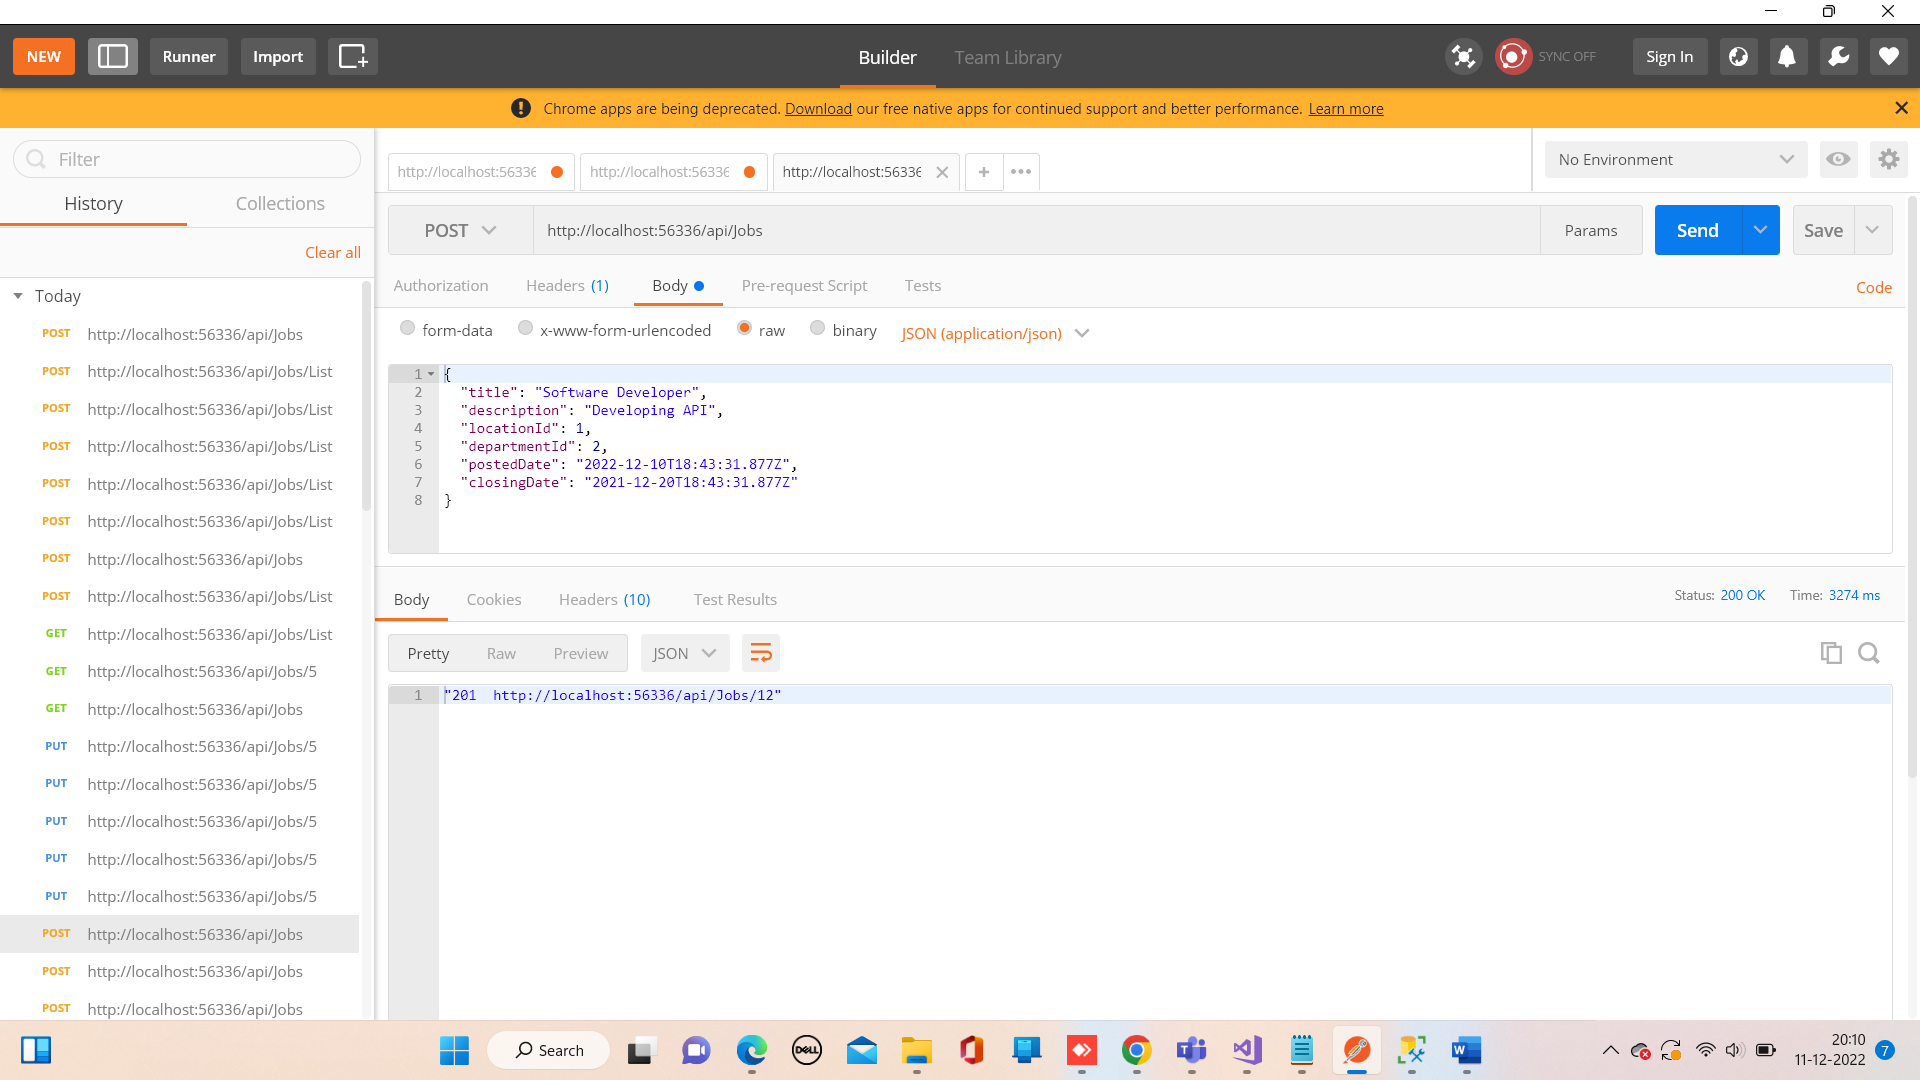 NEW
Runner
Import
Builder
Team Library
SYNC OFF
Sign In
Chrome apps are being deprecated. Download our free native apps for continued support and better performance. Learn more
Filter
History
Collections
Clear all
Today
POST http://localhost:56336/api/Jobs
POST http://localhost:56336/api/Jobs/List
POST http://localhost:56336/api/Jobs/List
POST http://localhost:56336/api/Jobs/List
POST http://localhost:56336/api/Jobs/List
POST http://localhost:56336/api/Jobs/List
POST http://localhost:56336/api/Jobs
POST http://localhost:56336/api/Jobs/List
GET http://localhost:56336/api/Jobs/List
GET http://localhost:56336/api/Jobs/5
GET http://localhost:56336/api/Jobs
PUT http://localhost:56336/api/Jobs/5
PUT http://localhost:56336/api/Jobs/5
PUT http://localhost:56336/api/Jobs/5
PUT http://localhost:56336/api/Jobs/5
PUT http://localhost:56336/api/Jobs/5
POST http://localhost:56336/api/Jobs
POST http://localhost:56336/api/Jobs
POST http://localhost:56336/api/Jobs
http://localhost:56336
http://localhost:56336
http://localhost:56336
No Environment
POST
http://localhost:56336/api/Jobs
Params
Send
Save
Authorization
Headers (1)
Body
Pre-request Script
Tests
Code
form-data
x-www-form-urlencoded
raw
binary
JSON (application/json)
1 {
2 "title": "Software Developer",
3 "description": "Developing API",
4 "locationId": 1,
5 "departmentId": 2,
6 "postedDate": "2022-12-10T18:43:31.877Z",
7 "closingDate": "2021-12-20T18:43:31.877Z"
8 }
Body
Cookies
Headers (10)
Test Results
Status: 200 OK
Time: 3274 ms
Pretty
Raw
Preview
JSON
1 "201  http://localhost:56336/api/Jobs/12"
Search
DELL
20:10
11-12-2022
7